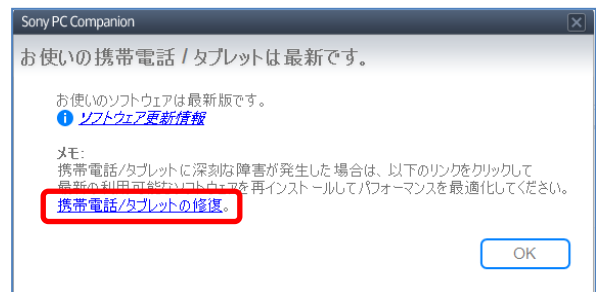 Sony PC Companion
お使いの携帯電話 / タブレットは最新です。
お使いのソフトウェアは最新版です。
ソフトウェア更新情報
メモ:
携帯電話/タブレットに深刻な障害が発生した場合は、以下のリンクをクリックして
最新の利用可能なソフトウェアを再インストールしてパフォーマンスを最適化してください。
携帯電話/タブレットの修復。
OK